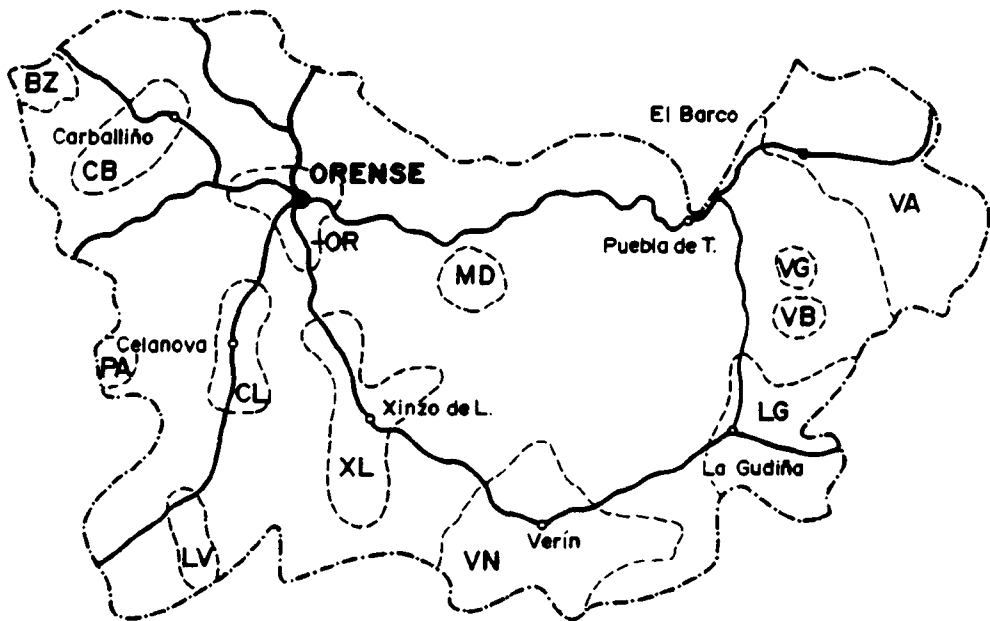 BZ
Carballiño
CB
ORENSE
OR
El Barco
VA
Puebla de T.
MD
VG
VB
Celanova
PA
CL
Xinzo de L.
LG
XL
La Gudiña
Verín
VN
LV